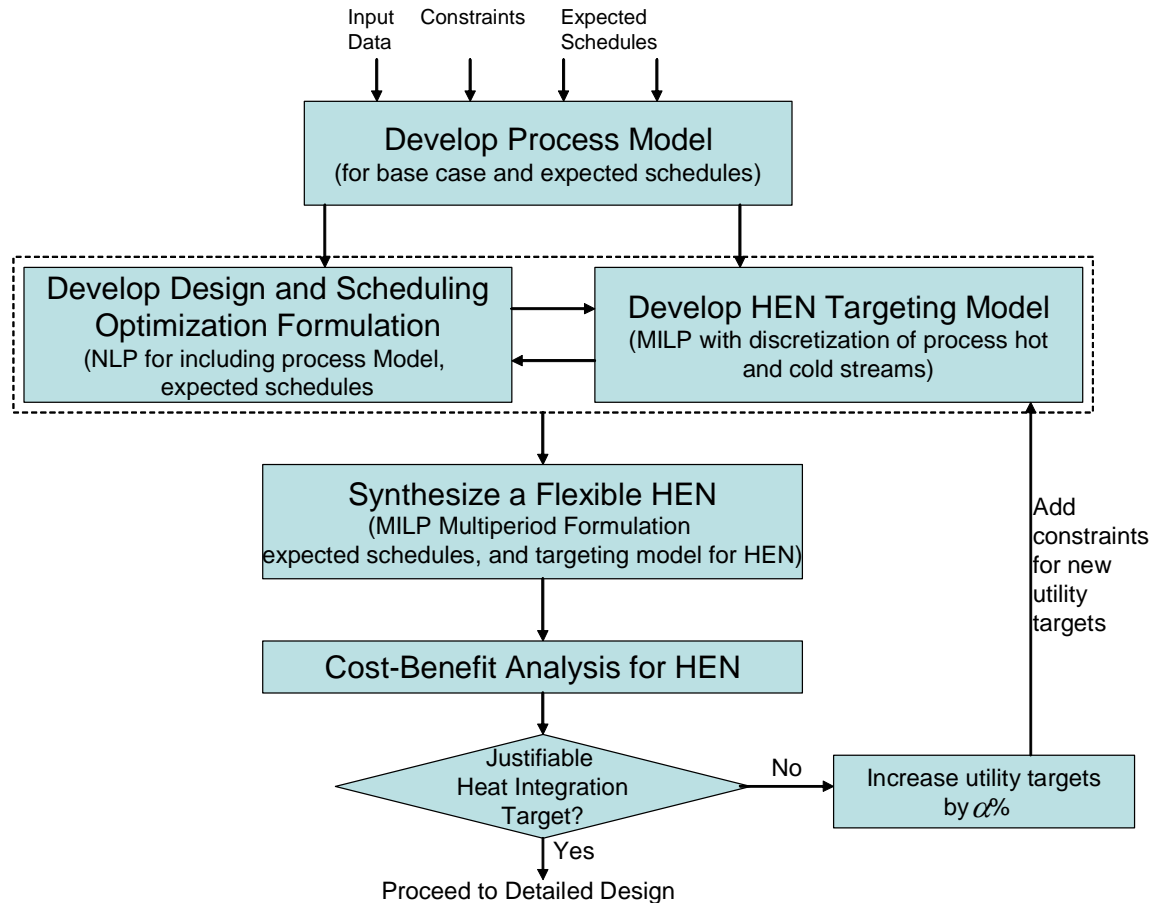 Input
Data
Constraints
Expected
Schedules
Develop Process Model
(for base case and expected schedules)
Develop Design and Scheduling
Optimization Formulation
(NLP for including process Model,
expected schedules
Develop HEN Targeting Model
(MILP with discretization of process hot
and cold streams)
Synthesize a Flexible HEN
(MILP Multiperiod Formulation
expected schedules, and targeting model for HEN)
Add
constraints
for new
utility
targets
Cost-Benefit Analysis for HEN
Justifiable
Heat Integration
Target?
No
Increase utility targets
by α%
Yes
Proceed to Detailed Design